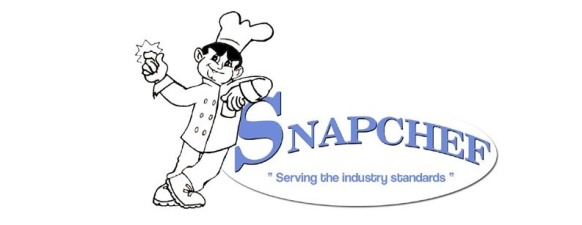 SNAPCHEF
" Serving the industry standards "